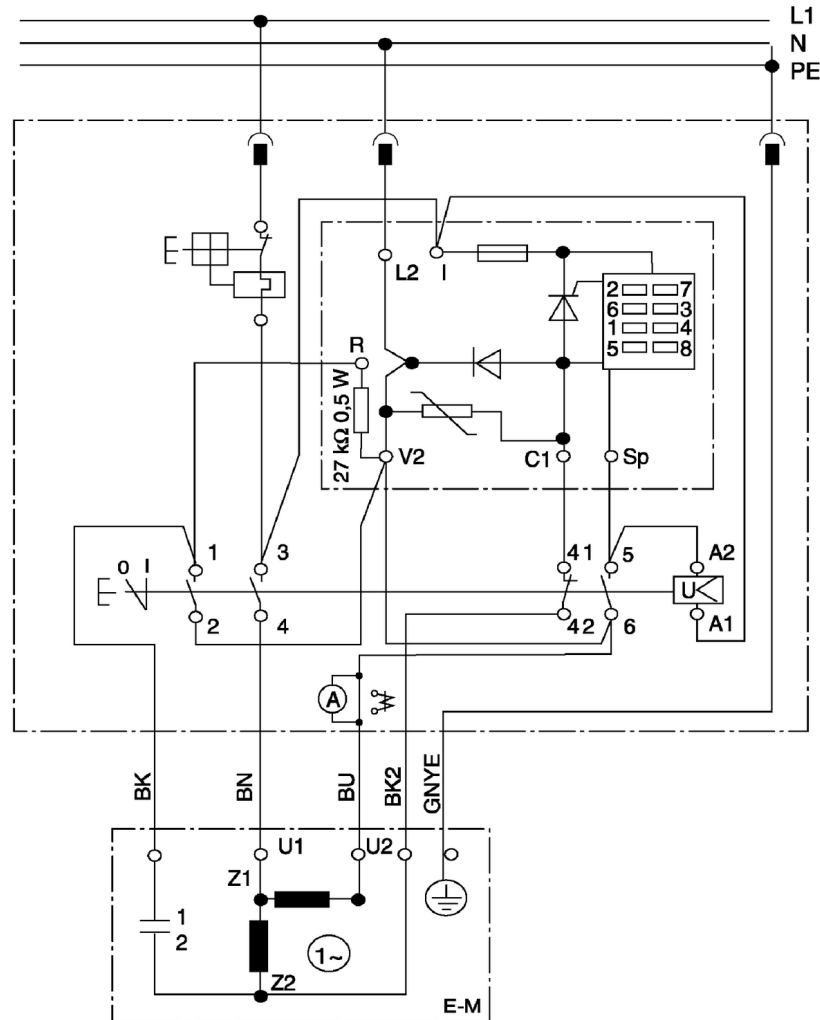 L1
N
PE
L2
I
2 7
6 3
1 4
5 8
R
27 kΩ 0,5 W
V2
C1
Sp
0 I
1
3
41
5
A2
U<
2
4
42
6
A1
A
BK
BN
BU
BK2
GNYE
U1
U2
Z1
1
2
1~
Z2
E-M